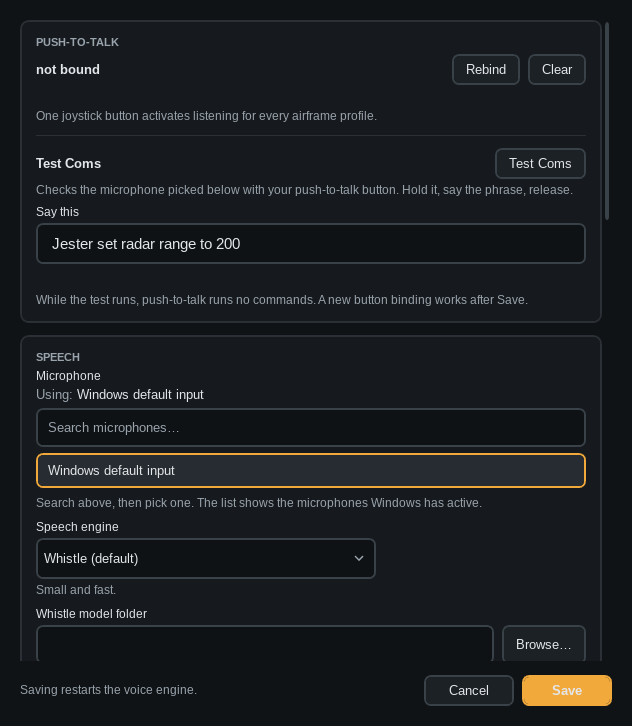 PUSH-TO-TALK
not bound
Rebind
Clear
One joystick button activates listening for every airframe profile.
Test Coms
Test Coms
Checks the microphone picked below with your push-to-talk button. Hold it, say the phrase, release.
Say this
Jester set radar range to 200
While the test runs, push-to-talk runs no commands. A new button binding works after Save.
SPEECH
Microphone
Using: Windows default input
Search microphones…
Windows default input
Search above, then pick one. The list shows the microphones Windows has active.
Speech engine
Whistle (default)
Small and fast.
Whistle model folder
Browse…
Saving restarts the voice engine.
Cancel
Save